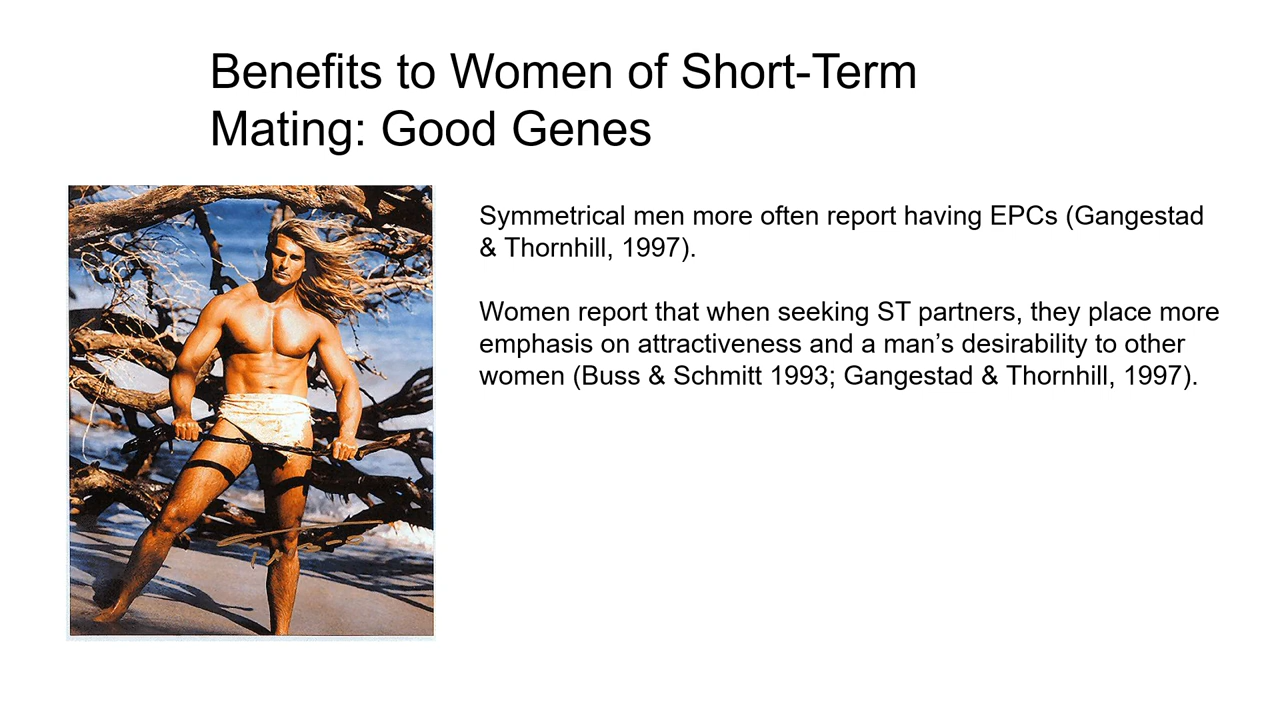 Benefits to Women of Short-Term
Mating: Good Genes
Symmetrical men more often report having EPCs (Gangestad
& Thornhill, 1997).
Women report that when seeking ST partners, they place more
emphasis on attractiveness and a man’s desirability to other
women (Buss & Schmitt 1993; Gangestad & Thornhill, 1997).